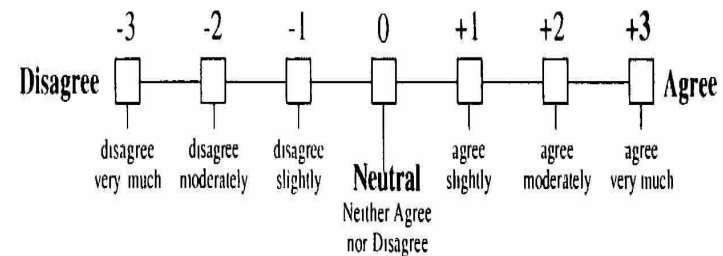 -3 -2 -1 0 +1 +2 +3
Disagree Agree
disagree disagree disagree agree agree agree
very much moderately slightly Neutral slightly moderately very much
Neither Agree
nor Disagree